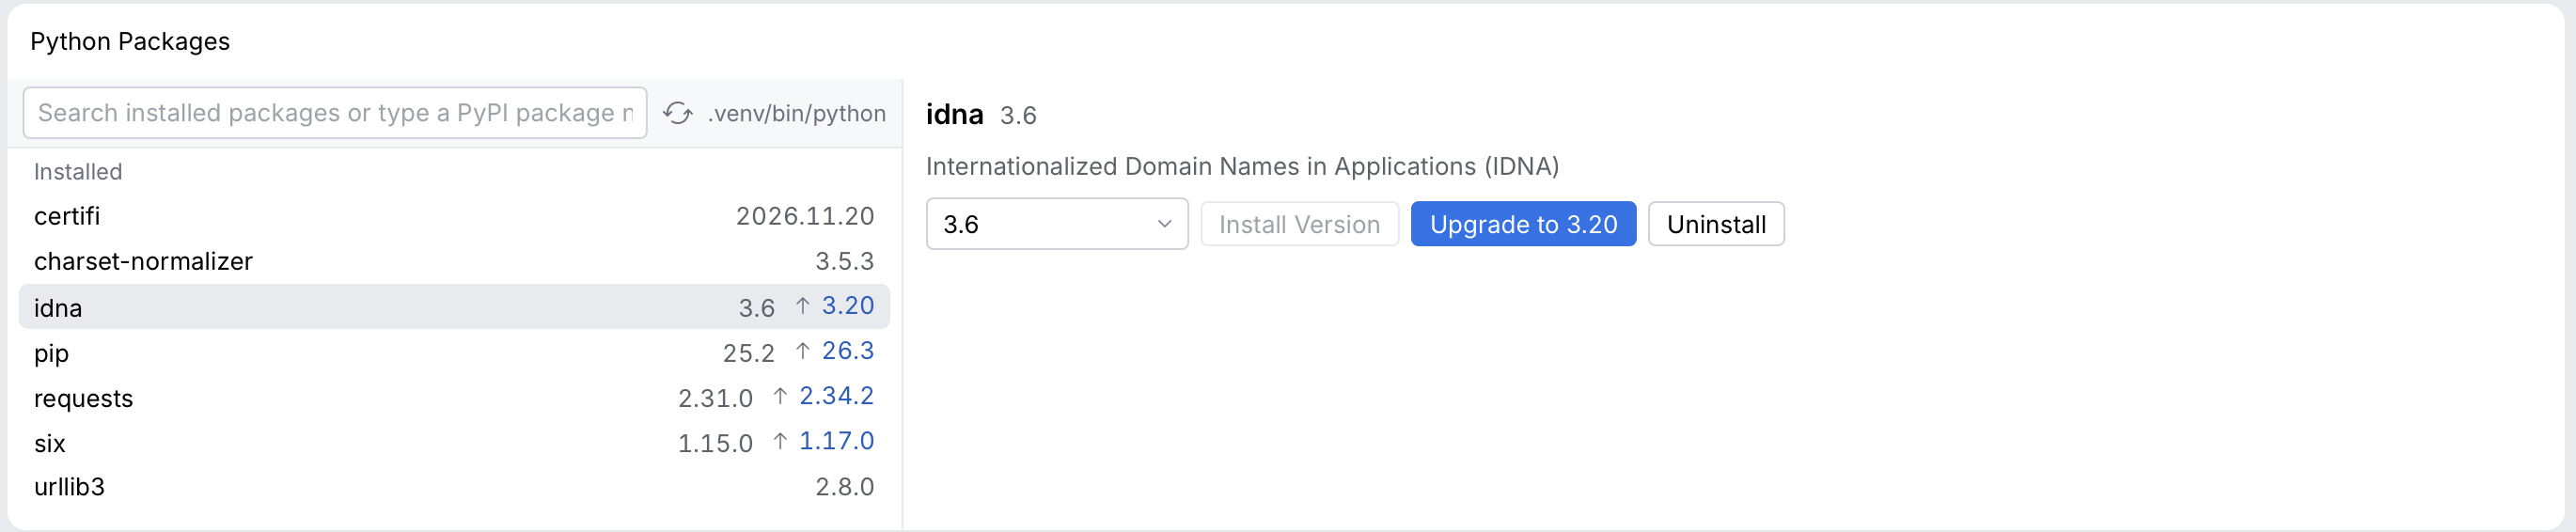 Python Packages
Search installed packages or type a PyPI package n
.venv/bin/python
Installed
certifi 2026.11.20
charset-normalizer 3.5.3
idna 3.6 ↑ 3.20
pip 25.2 ↑ 26.3
requests 2.31.0 ↑ 2.34.2
six 1.15.0 ↑ 1.17.0
urllib3 2.8.0
idna 3.6
Internationalized Domain Names in Applications (IDNA)
3.6 Install Version Upgrade to 3.20 Uninstall